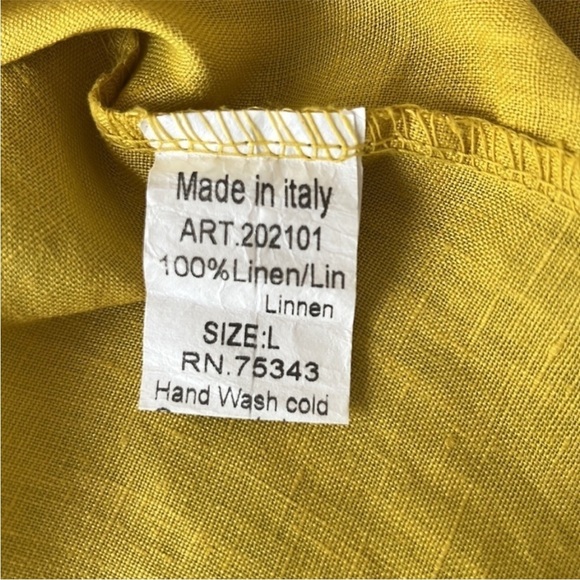 Made in italy
ART.202101
100%Linen/Lin
Linnen
SIZE:L
RN.75343
Hand Wash cold